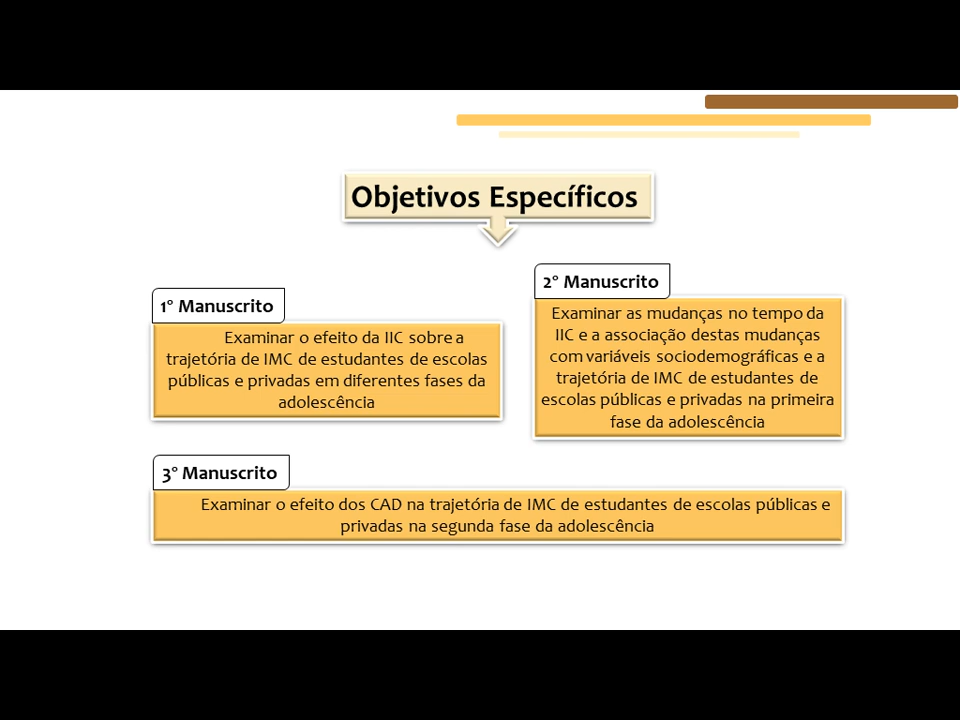 Objetivos Específicos
1° Manuscrito
Examinar o efeito da IIC sobre a
trajetória de IMC de estudantes de escolas
públicas e privadas em diferentes fases da
adolescência
2° Manuscrito
Examinar as mudanças no tempo da
IIC e a associação destas mudanças
com variáveis sociodemográficas e a
trajetória de IMC de estudantes de
escolas públicas e privadas na primeira
fase da adolescência
3° Manuscrito
Examinar o efeito dos CAD na trajetória de IMC de estudantes de escolas públicas e
privadas na segunda fase da adolescência